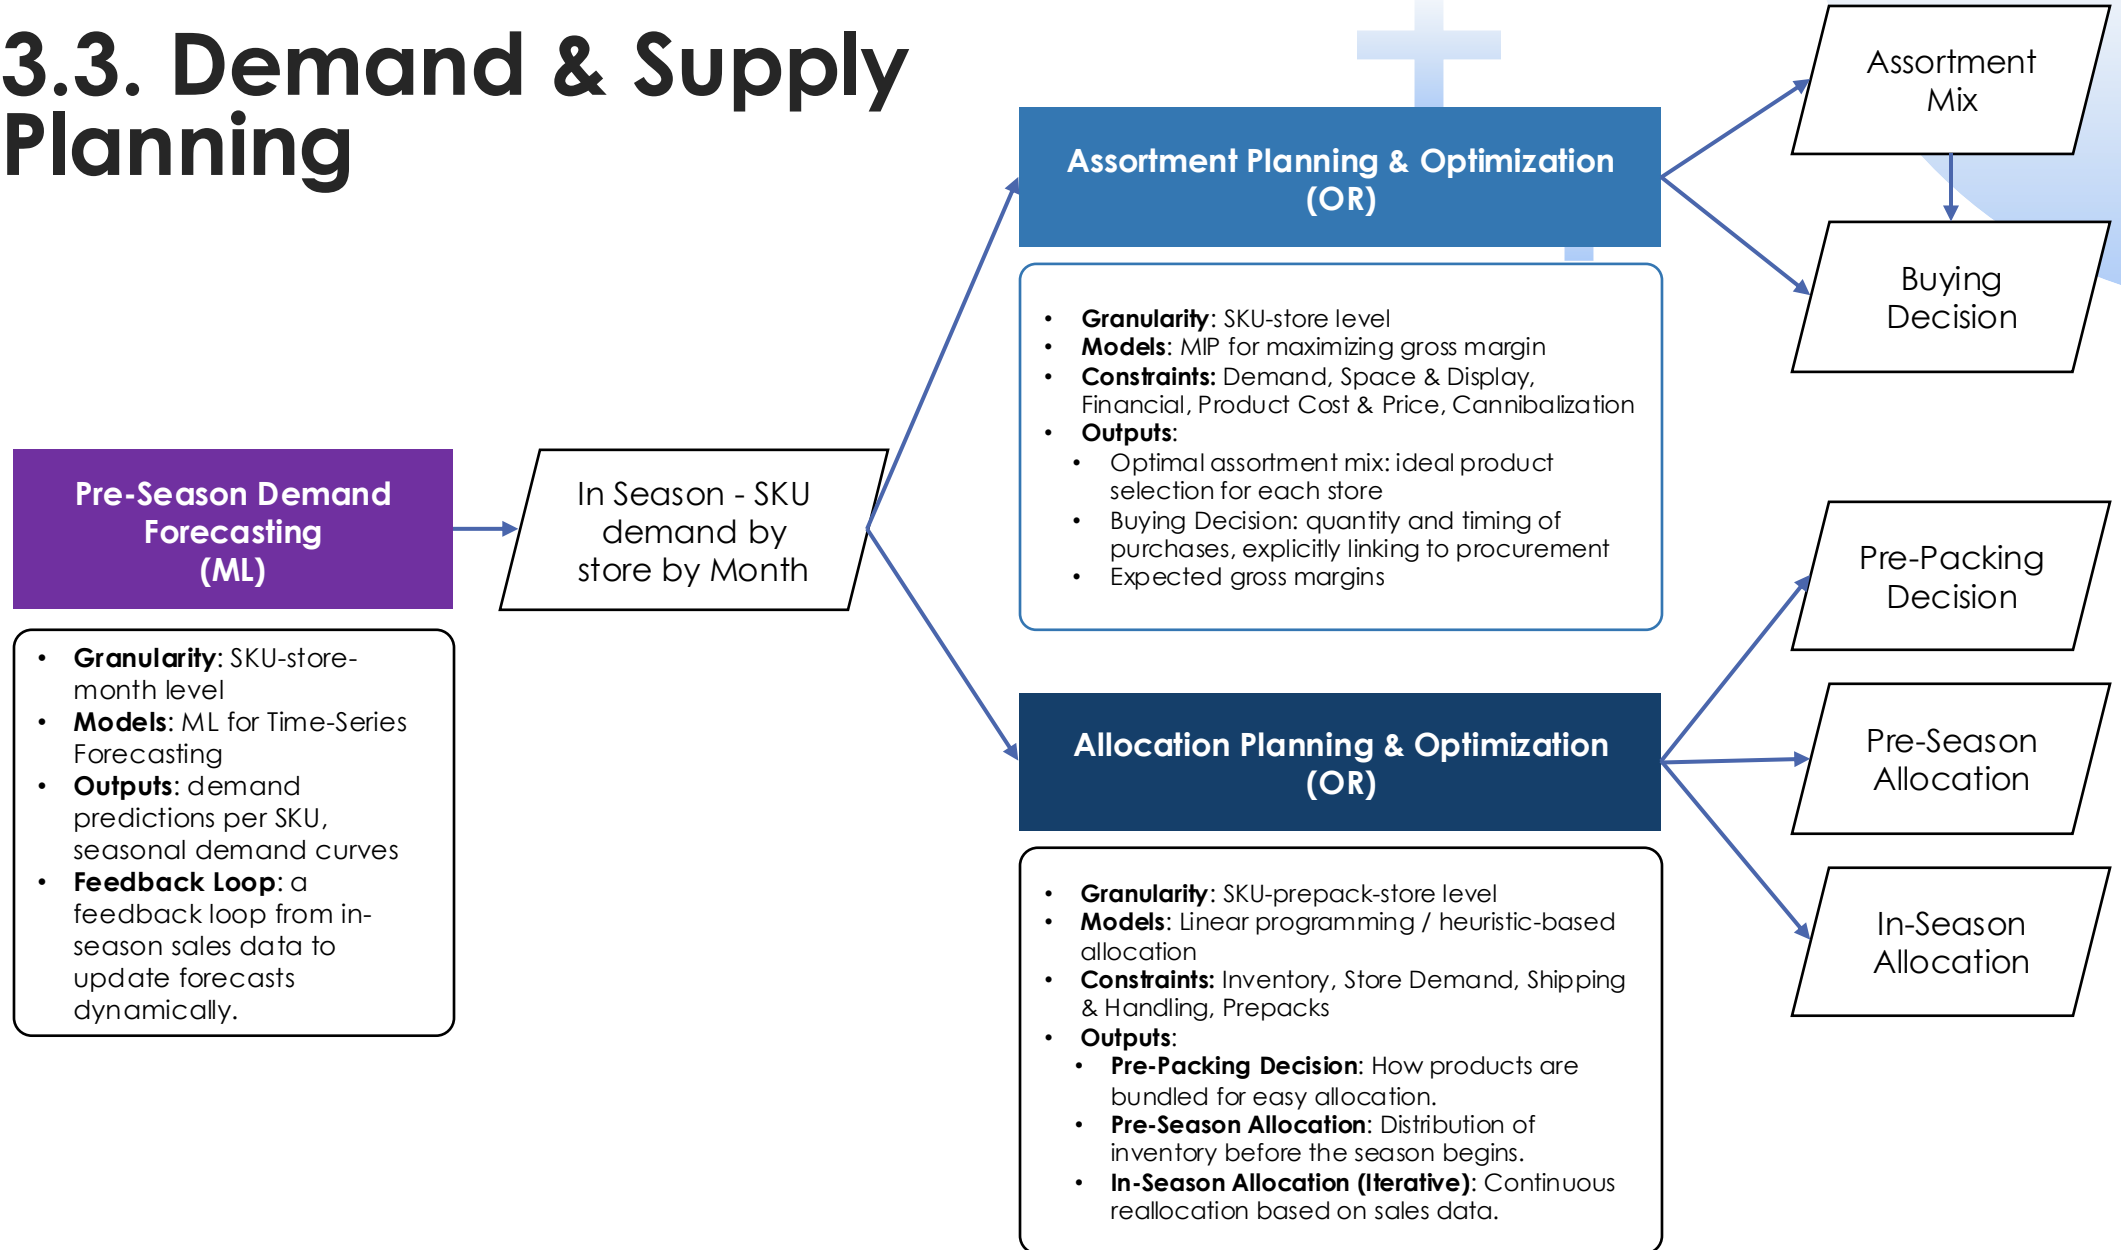 3.3. Demand & Supply
Planning
Pre-Season Demand
Forecasting
(ML)
• Granularity: SKU-store-
month level
• Models: ML for Time-Series
Forecasting
• Outputs: demand
predictions per SKU,
seasonal demand curves
• Feedback Loop: a
feedback loop from in-
season sales data to
update forecasts
dynamically.
In Season - SKU
demand by
store by Month
Assortment Planning & Optimization
(OR)
• Granularity: SKU-store level
• Models: MIP for maximizing gross margin
• Constraints: Demand, Space & Display,
Financial, Product Cost & Price, Cannibalization
• Outputs:
• Optimal assortment mix: ideal product
selection for each store
• Buying Decision: quantity and timing of
purchases, explicitly linking to procurement
• Expected gross margins
Allocation Planning & Optimization
(OR)
• Granularity: SKU-prepack-store level
• Models: Linear programming / heuristic-based
allocation
• Constraints: Inventory, Store Demand, Shipping
& Handling, Prepacks
• Outputs:
• Pre-Packing Decision: How products are
bundled for easy allocation.
• Pre-Season Allocation: Distribution of
inventory before the season begins.
• In-Season Allocation (Iterative): Continuous
reallocation based on sales data.
Assortment
Mix
Buying
Decision
Pre-Packing
Decision
Pre-Season
Allocation
In-Season
Allocation